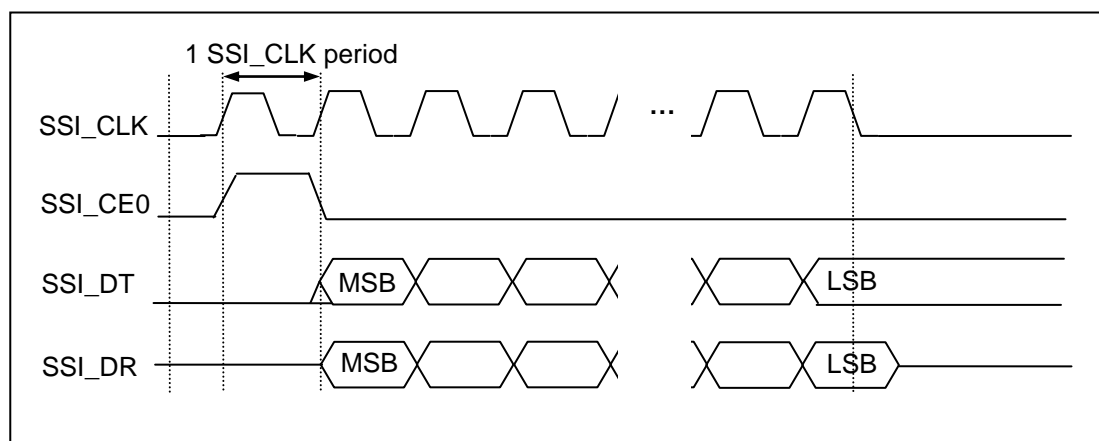 1 SSI_CLK period
SSI_CLK
...
SSI_CE0
SSI_DT MSB LSB
SSI_DR MSB LSB